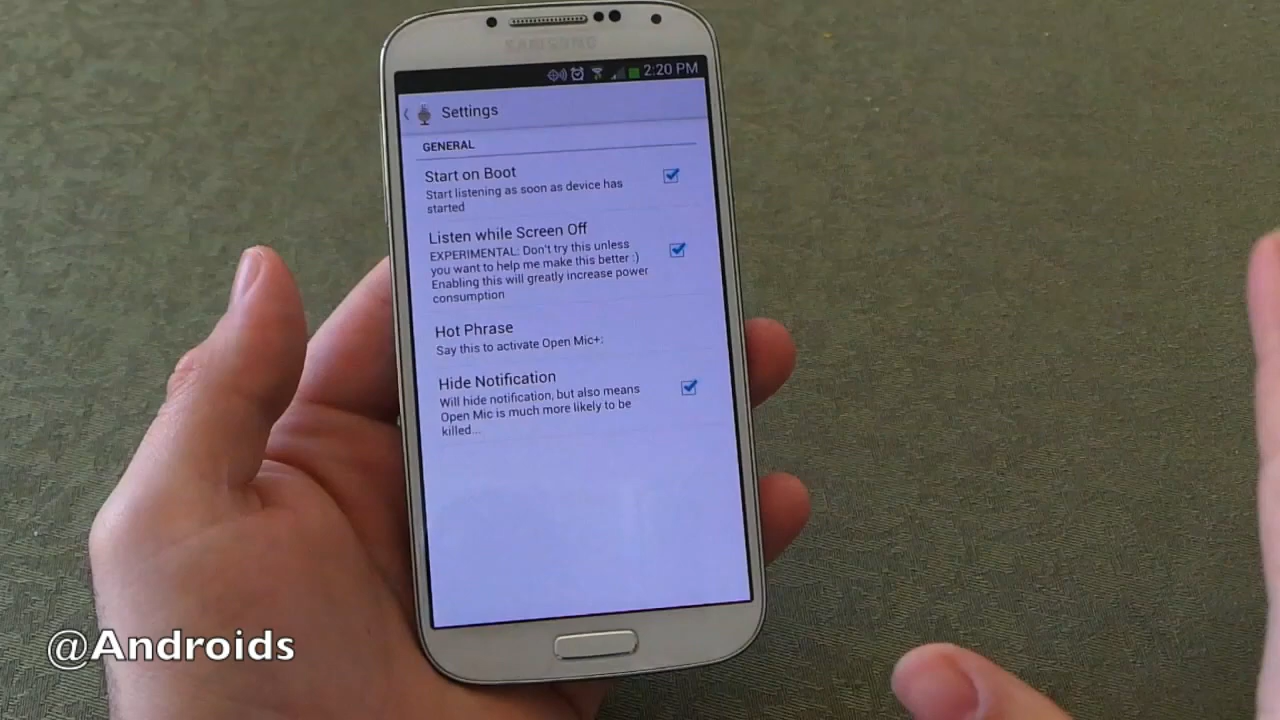 SAMSUNG
2:20 PM
Settings
GENERAL
Start on Boot
Start listening as soon as device has
started
Listen while Screen Off
EXPERIMENTAL: Don't try this unless
you want to help me make this better :)
Enabling this will greatly increase power
consumption
Hot Phrase
Say this to activate Open Mic+:
Hide Notification
Will hide notification, but also means
Open Mic is much more likely to be
killed...
@Androids